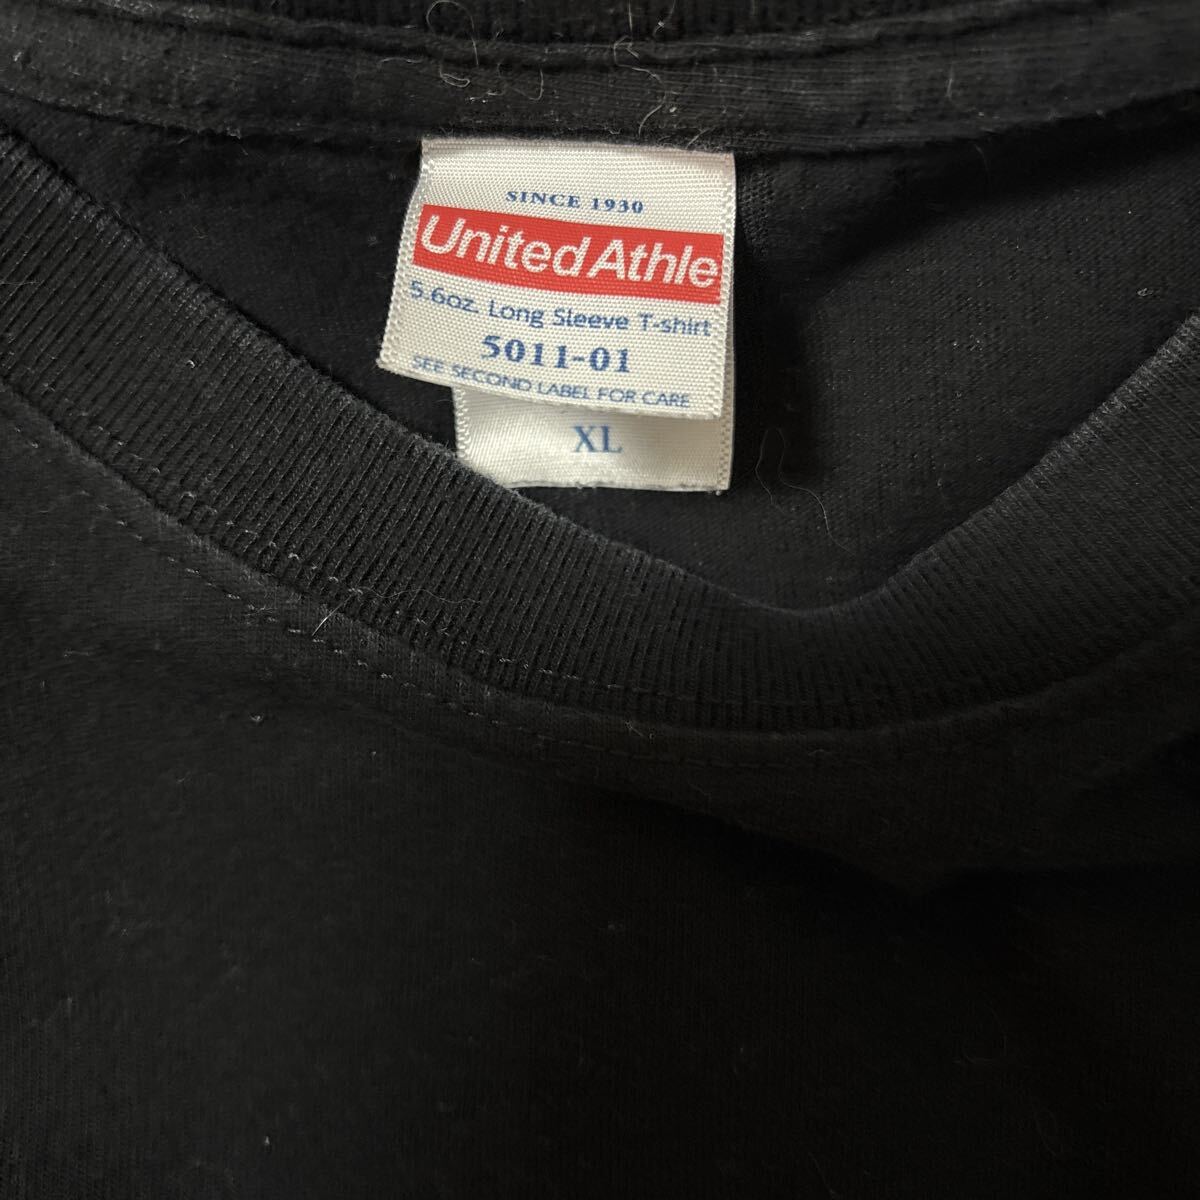 SINCE 1930
United Athle
5.6oz. Long Sleeve T-shirt
5011-01
SEE SECOND LABEL FOR CARE
XL